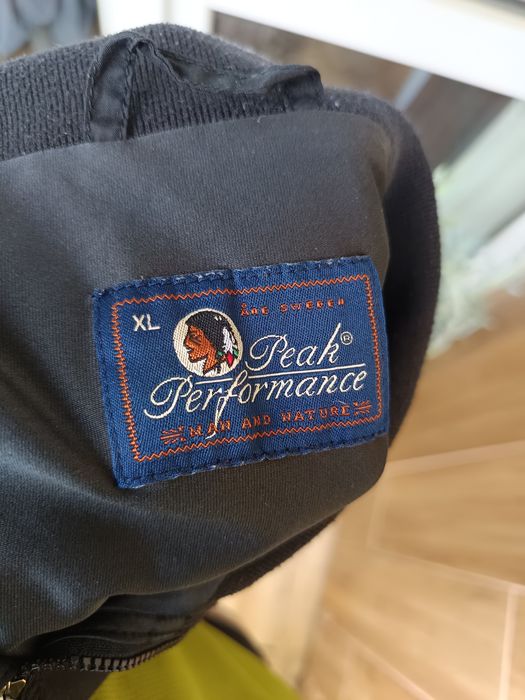 XL
ÅRE SWEDEN
Peak®
Performance
MAN AND NATURE